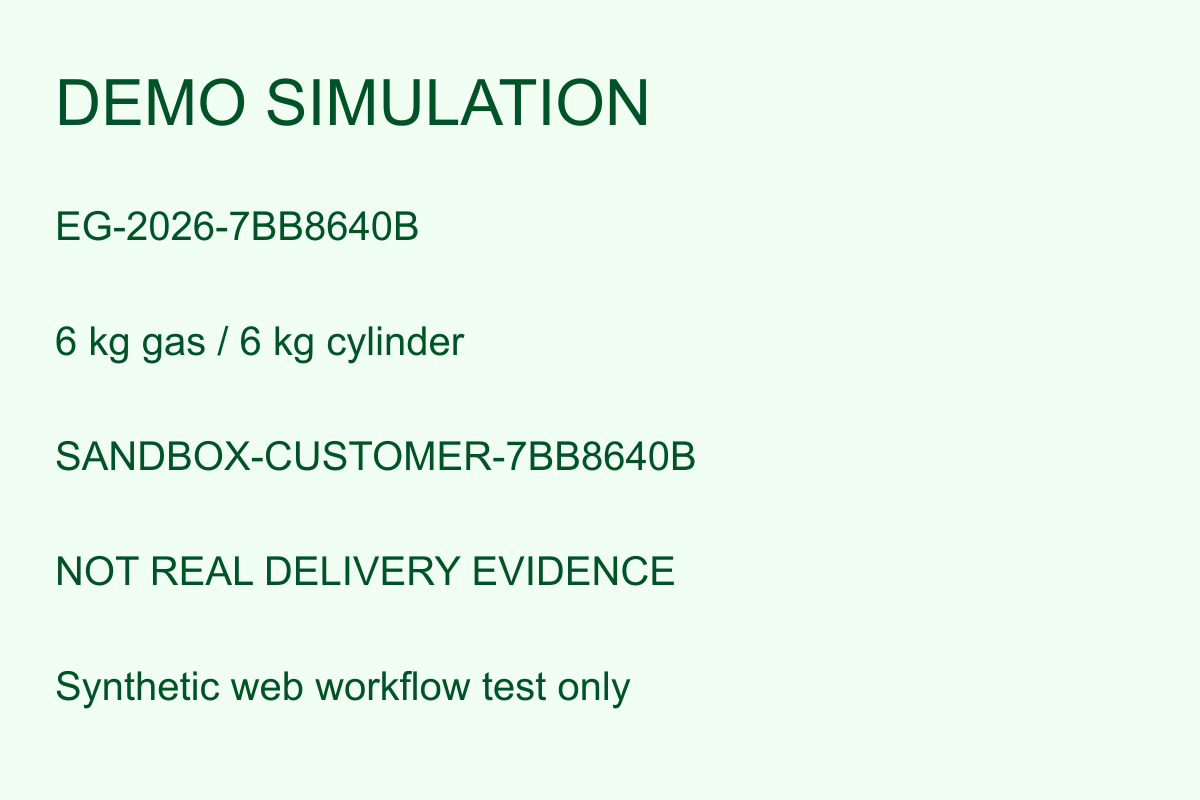 DEMO SIMULATION
EG-2026-7BB8640B
6 kg gas / 6 kg cylinder
SANDBOX-CUSTOMER-7BB8640B
NOT REAL DELIVERY EVIDENCE
Synthetic web workflow test only